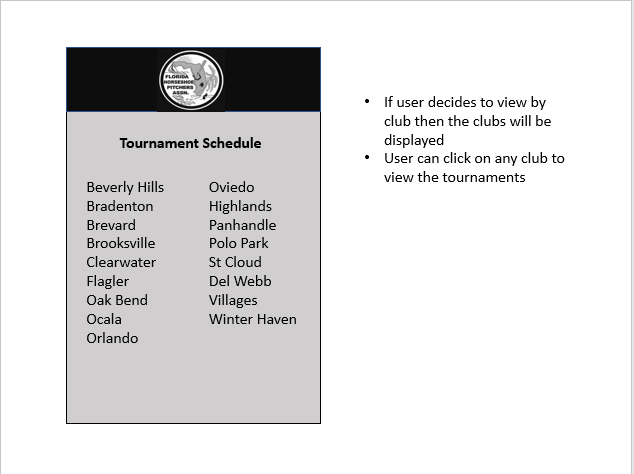 FLORIDA
HORSESHOE
PITCHERS
ASSN.
Tournament Schedule
Beverly Hills
Bradenton
Brevard
Brooksville
Clearwater
Flagler
Oak Bend
Ocala
Orlando
Oviedo
Highlands
Panhandle
Polo Park
St Cloud
Del Webb
Villages
Winter Haven
• If user decides to view by
club then the clubs will be
displayed
• User can click on any club to
view the tournaments